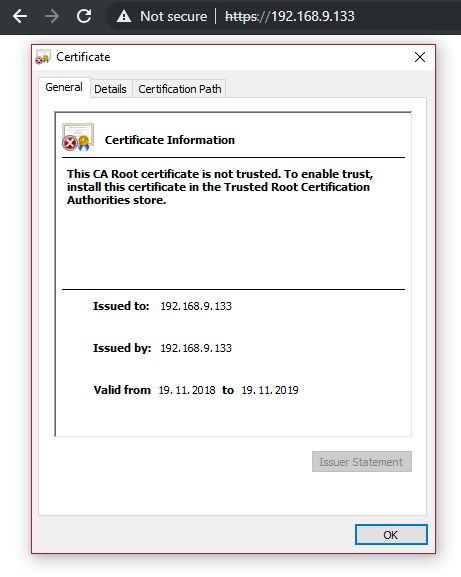 Not secure | https://192.168.9.133
Certificate
General Details Certification Path
Certificate Information
This CA Root certificate is not trusted. To enable trust,
install this certificate in the Trusted Root Certification
Authorities store.
Issued to: 192.168.9.133
Issued by: 192.168.9.133
Valid from 19.11.2018 to 19.11.2019
Issuer Statement
OK